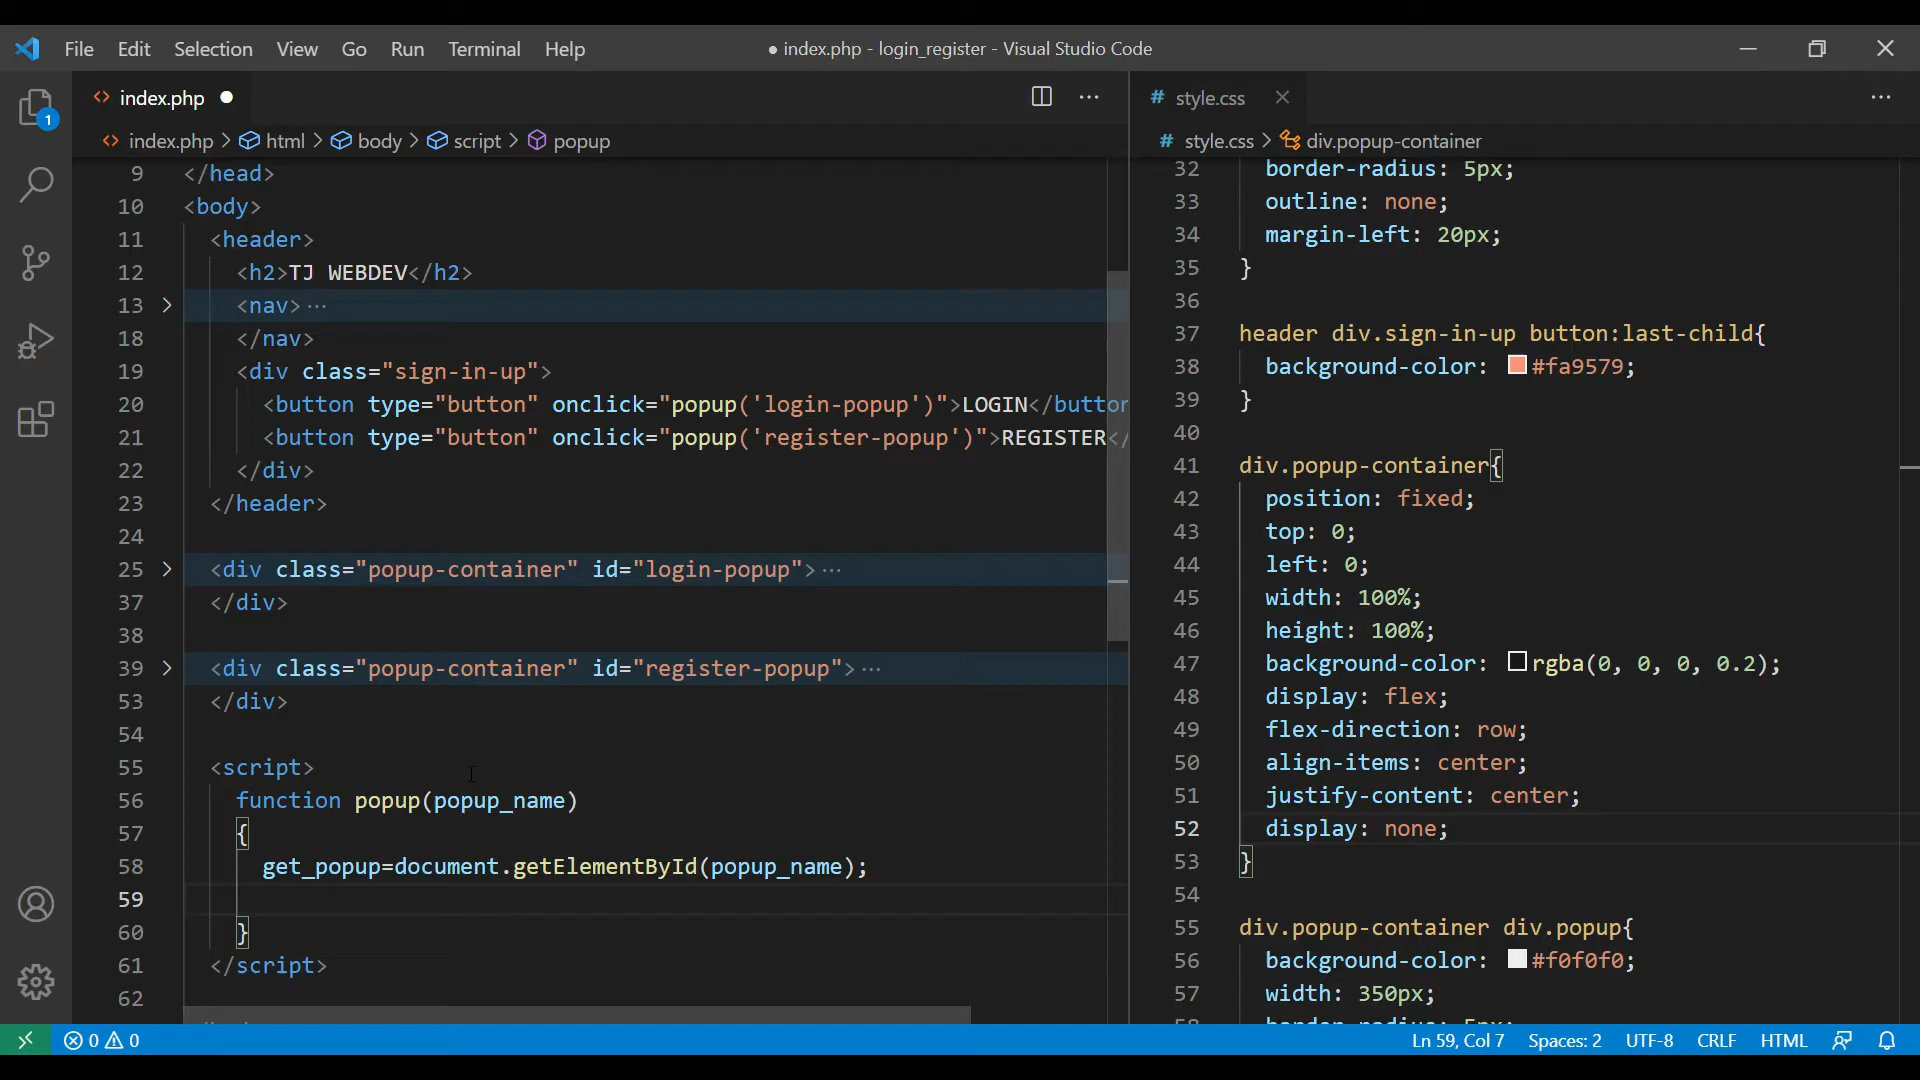 File Edit Selection View Go Run Terminal Help
● index.php - login_register - Visual Studio Code
index.php ●
style.css
index.php > html > body > script > popup
style.css > div.popup-container
9 </head>
10 <body>
11 <header>
12 <h2>TJ WEBDEV</h2>
13 <nav>···
18 </nav>
19 <div class="sign-in-up">
20 <button type="button" onclick="popup('login-popup')">LOGIN</button
21 <button type="button" onclick="popup('register-popup')">REGISTER</
22 </div>
23 </header>
24
25 <div class="popup-container" id="login-popup">···
37 </div>
38
39 <div class="popup-container" id="register-popup">···
53 </div>
54
55 <script>
56 function popup(popup_name)
57 {
58 get_popup=document.getElementById(popup_name);
59
60 }
61 </script>
62
32 border-radius: 5px;
33 outline: none;
34 margin-left: 20px;
35 }
36
37 header div.sign-in-up button:last-child{
38 background-color: #fa9579;
39 }
40
41 div.popup-container{
42 position: fixed;
43 top: 0;
44 left: 0;
45 width: 100%;
46 height: 100%;
47 background-color: rgba(0, 0, 0, 0.2);
48 display: flex;
49 flex-direction: row;
50 align-items: center;
51 justify-content: center;
52 display: none;
53 }
54
55 div.popup-container div.popup{
56 background-color: #f0f0f0;
57 width: 350px;
1
0 0
Ln 59, Col 7 Spaces: 2 UTF-8 CRLF HTML